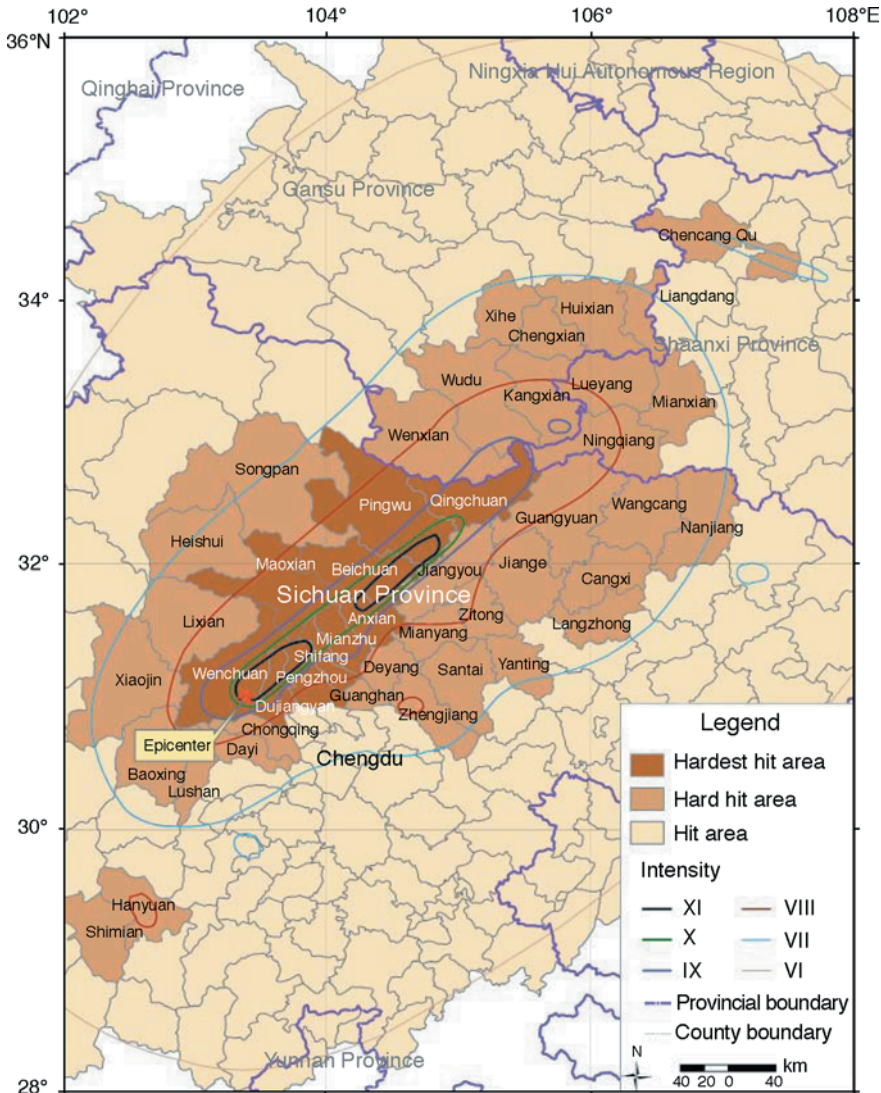 102°
104°
106°
108°E
36°N
Ningxia Hui Autonomous Region
Qinghai Province
Gansu Province
Chencang Qu
34°
Liangdang
Huixian
Xihe
Chengxian
Shaanxi Province
Wudu
Lueyang
Kangxian
Mianxian
Wenxian
Ningqiang
Songpan
Pingwu
Qingchuan
Wangcang
Guangyuan
Nanjiang
Heishui
32°
Maoxian
Beichuan
Jiangyou
Jiange
Cangxi
Sichuan Province
Lixian
Anxian
Zitong
Langzhong
Mianzhu
Mianyang
Shifang
Deyang
Santai
Yanting
Xiaojin
Wenchuan
Pengzhou
Guanghan
Dujiangyan
Zhengjiang
Chongqing
Epicenter
Dayi
Chengdu
Baoxing
Lushan
30°
Hanyuan
Shimian
Yunnan Province
28°
Legend
Hardest hit area
Hard hit area
Hit area
Intensity
XI
VIII
X
VII
IX
VI
Provincial boundary
County boundary
N
km
40 20 0 40